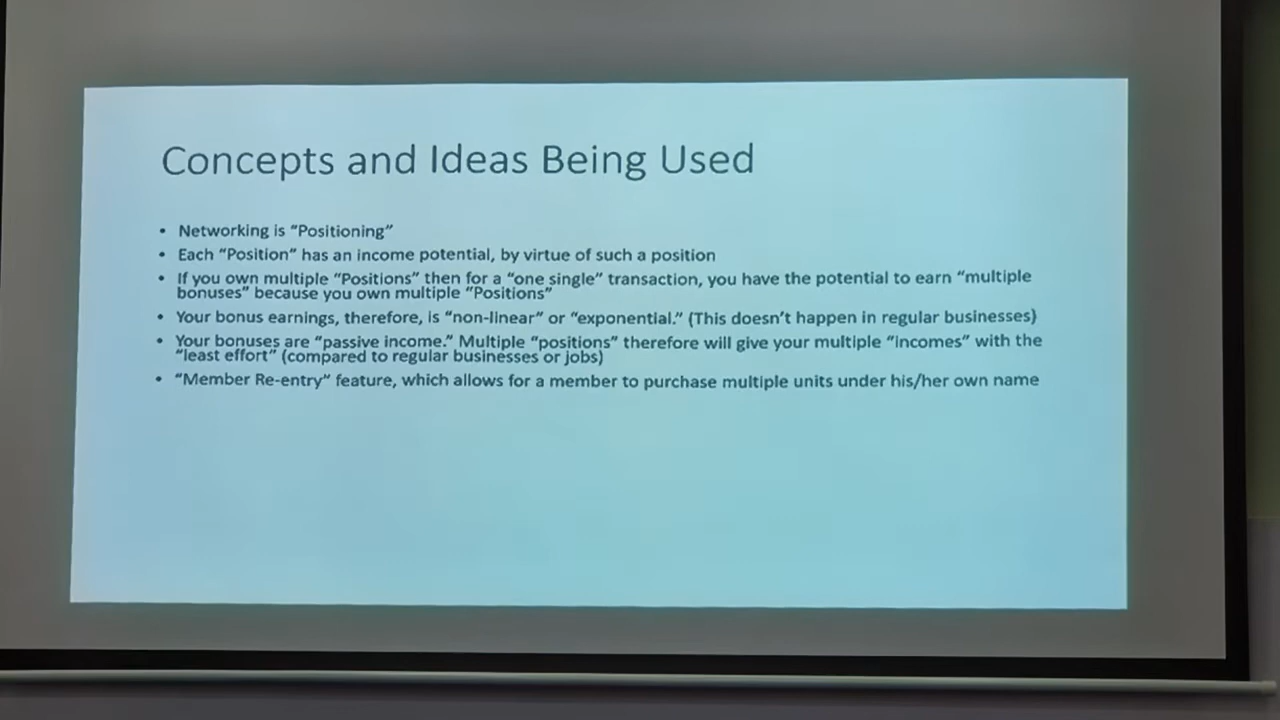 Concepts and Ideas Being Used
• Networking is “Positioning”
• Each “Position” has an income potential, by virtue of such a position
• If you own multiple “Positions” then for a “one single” transaction, you have the potential to earn “multiple
bonuses” because you own multiple “Positions”
• Your bonus earnings, therefore, is “non-linear” or “exponential.” (This doesn’t happen in regular businesses)
• Your bonuses are “passive income.” Multiple “positions” therefore will give your multiple “incomes” with the
“least effort” (compared to regular businesses or jobs)
• “Member Re-entry” feature, which allows for a member to purchase multiple units under his/her own name